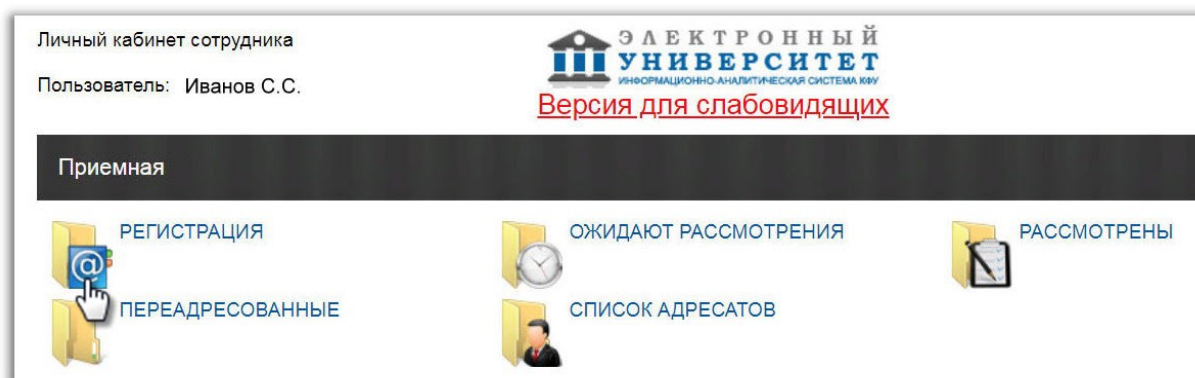 Личный кабинет сотрудника
Пользователь: Иванов С.С.
ЭЛЕКТРОННЫЙ
УНИВЕРСИТЕТ
ИНФОРМАЦИОННО-АНАЛИТИЧЕСКАЯ СИСТЕМА КФУ
Версия для слабовидящих
Приемная
РЕГИСТРАЦИЯ
ОЖИДАЮТ РАССМОТРЕНИЯ
РАССМОТРЕНЫ
@
ПЕРЕАДРЕСОВАННЫЕ
СПИСОК АДРЕСАТОВ